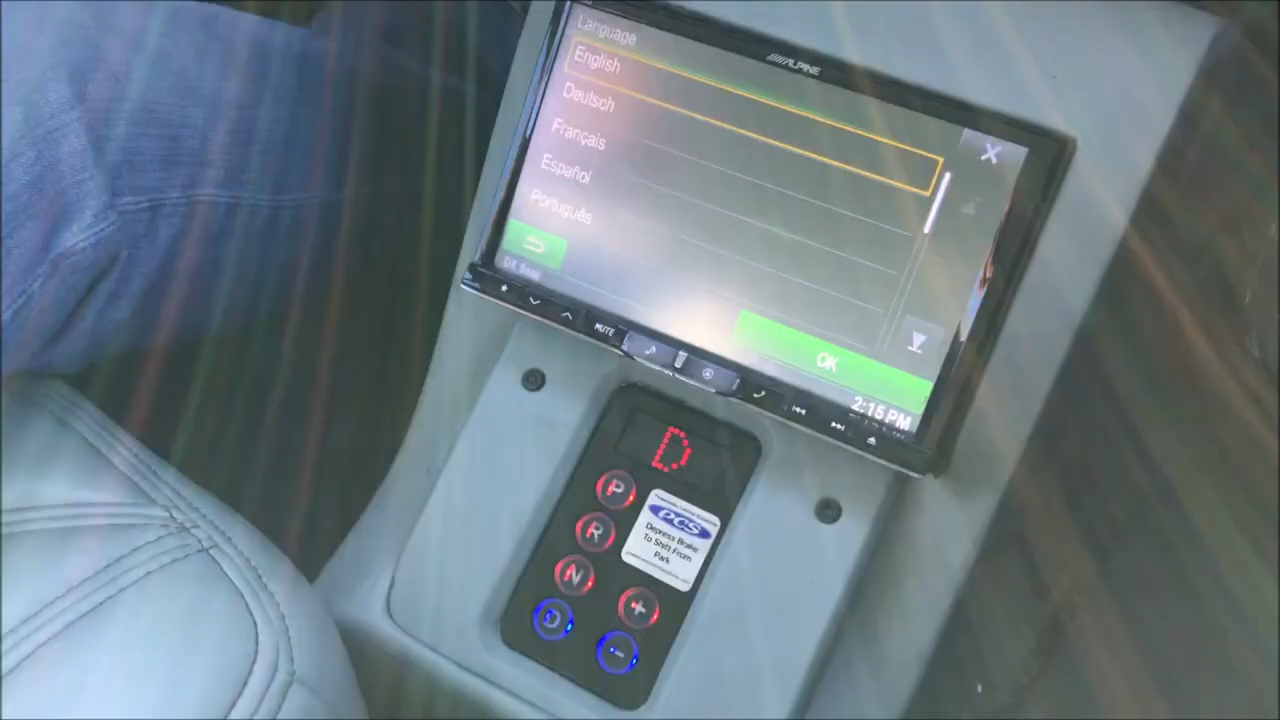 Language
ALPINE
English
Deutsch
Français
Español
Português
OK
2:15 PM
MUTE
D
P
R
N
D
+
-
PCS
Depress Brake
To Shift From
Park